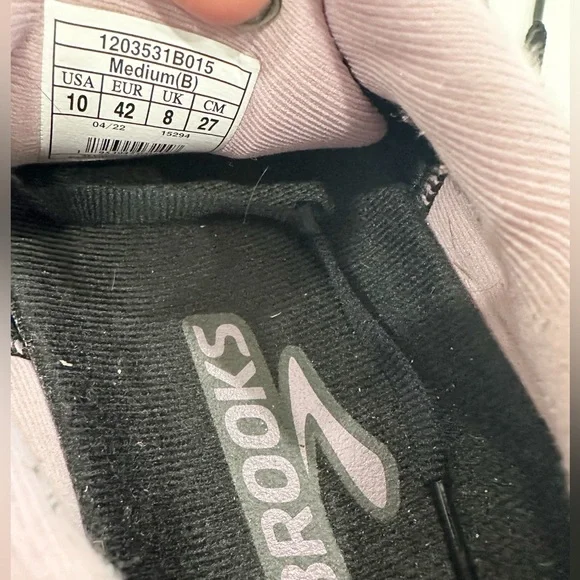 1203531B015
Medium(B)
USA EUR UK CM
10 42 8 27
04/22 15294
BROOKS